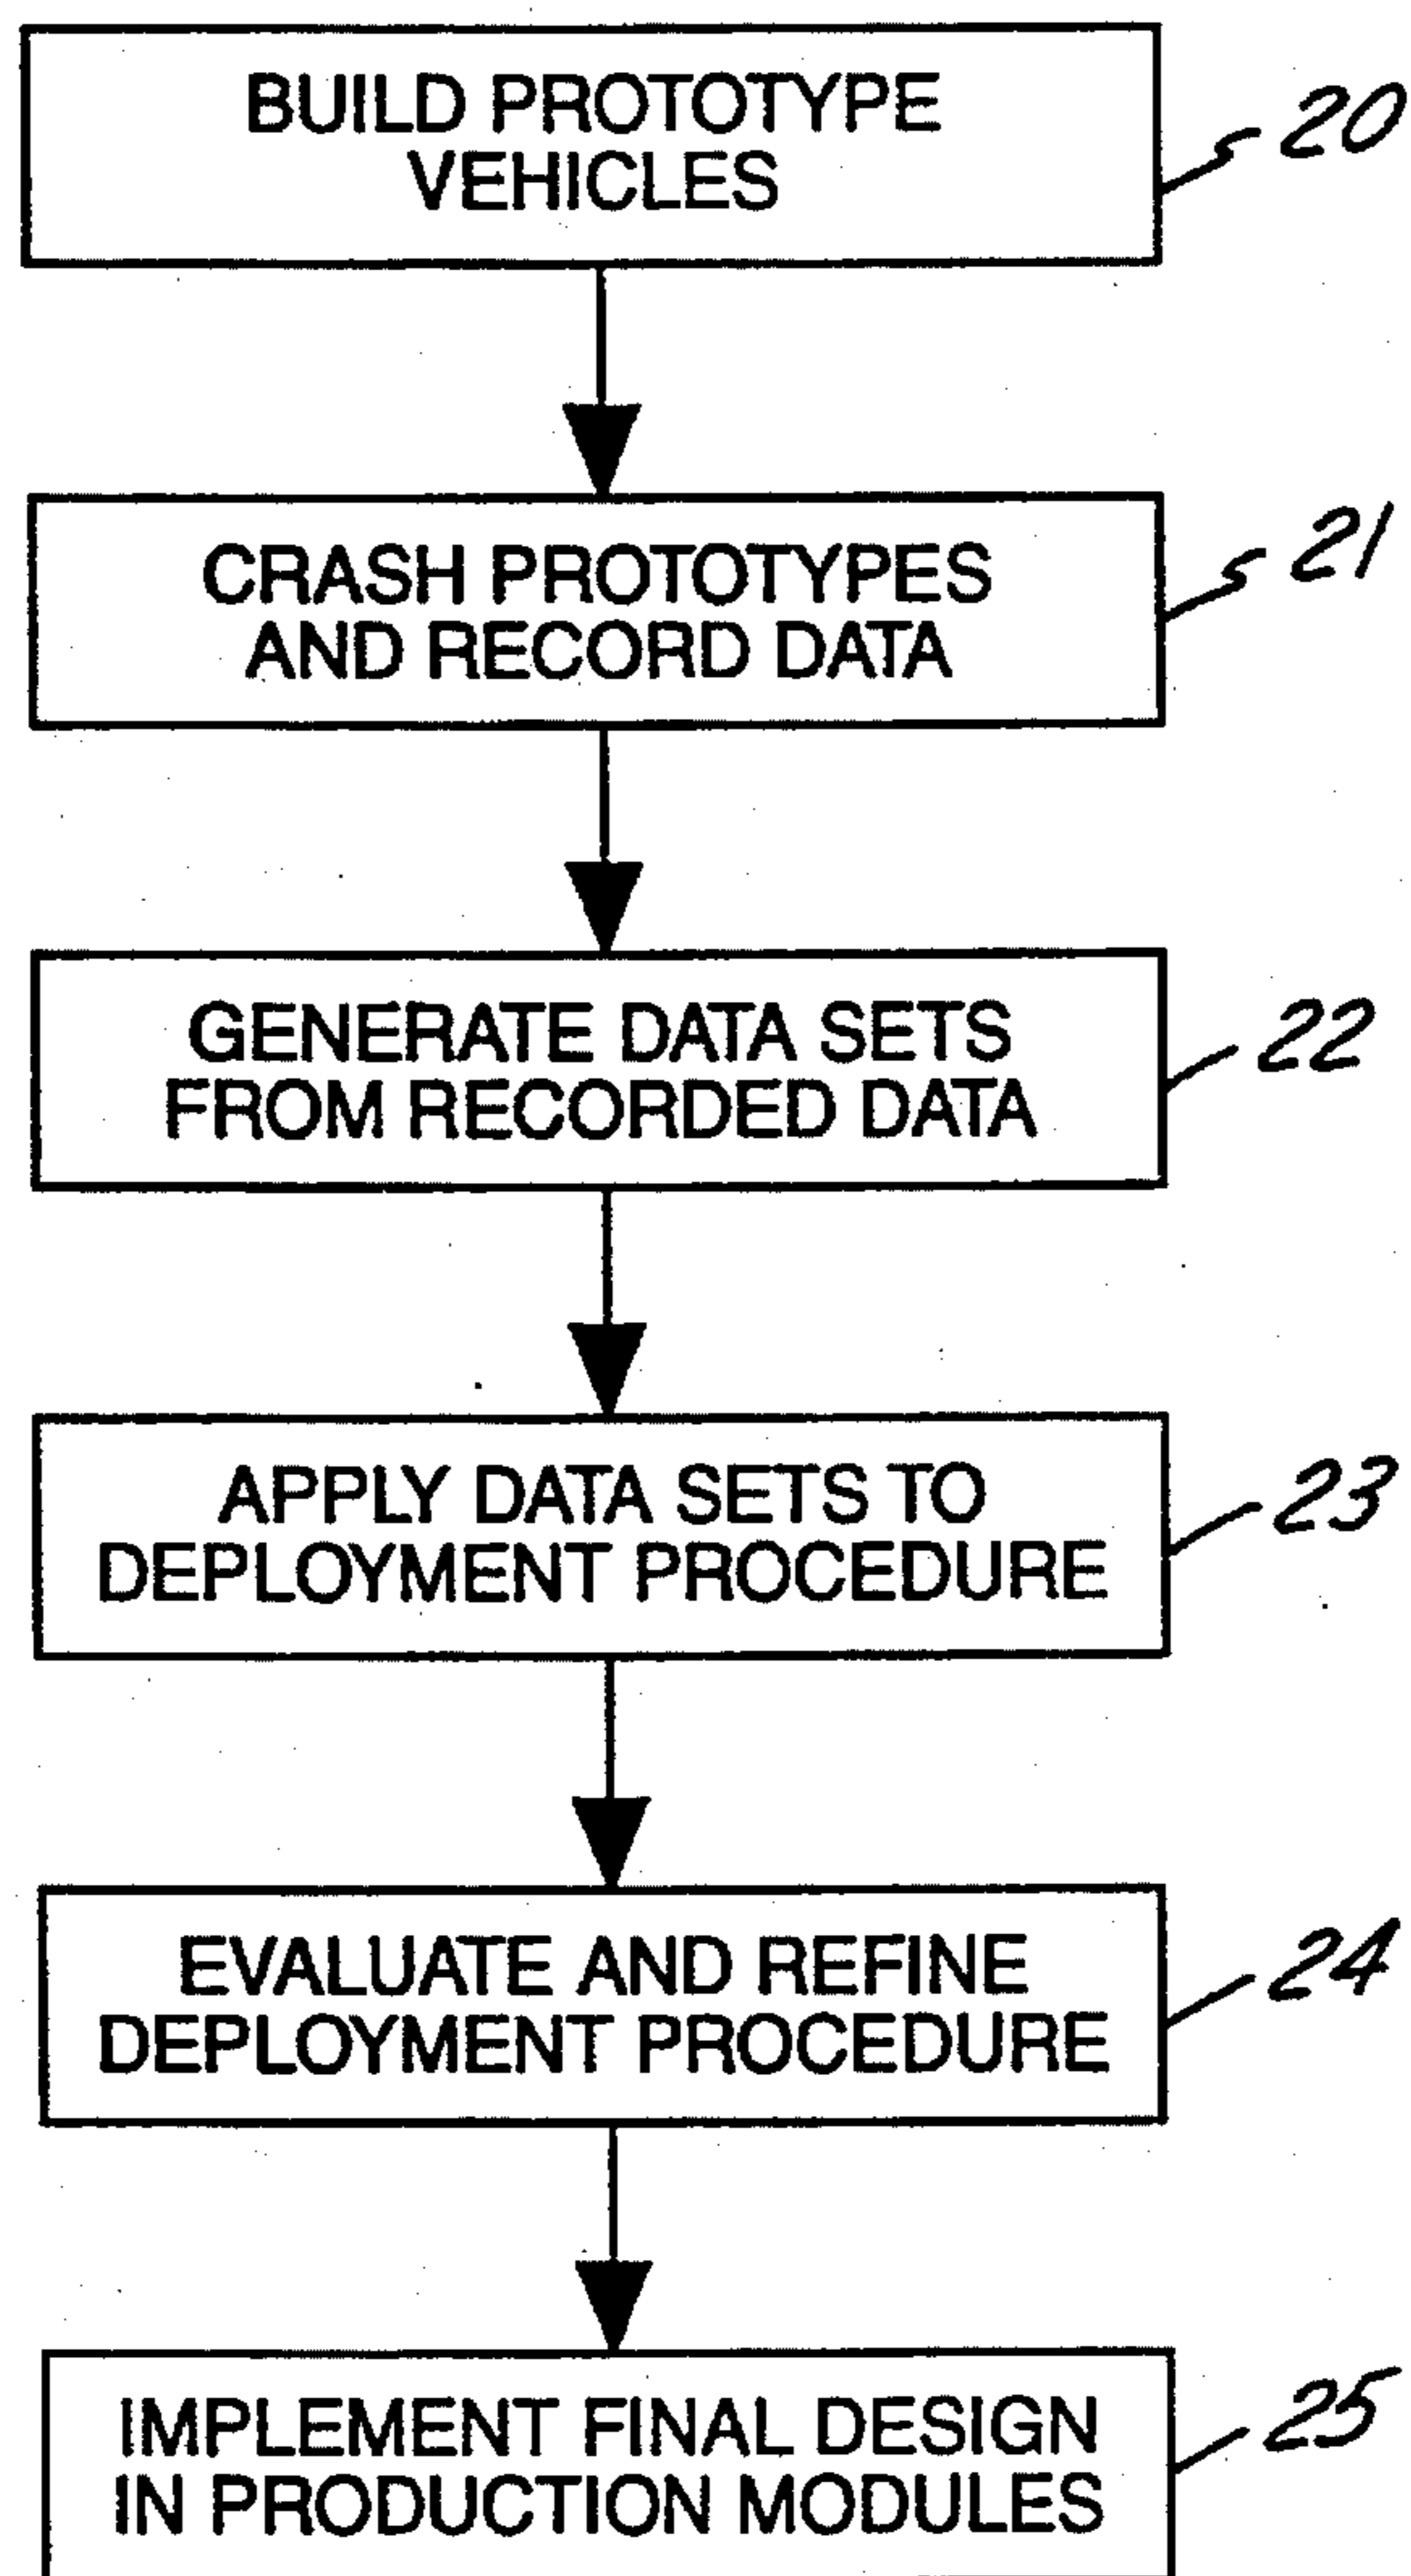 BUILD PROTOTYPE
VEHICLES
20
CRASH PROTOTYPES
AND RECORD DATA
21
GENERATE DATA SETS
FROM RECORDED DATA
22
APPLY DATA SETS TO
DEPLOYMENT PROCEDURE
23
EVALUATE AND REFINE
DEPLOYMENT PROCEDURE
24
IMPLEMENT FINAL DESIGN
IN PRODUCTION MODULES
25